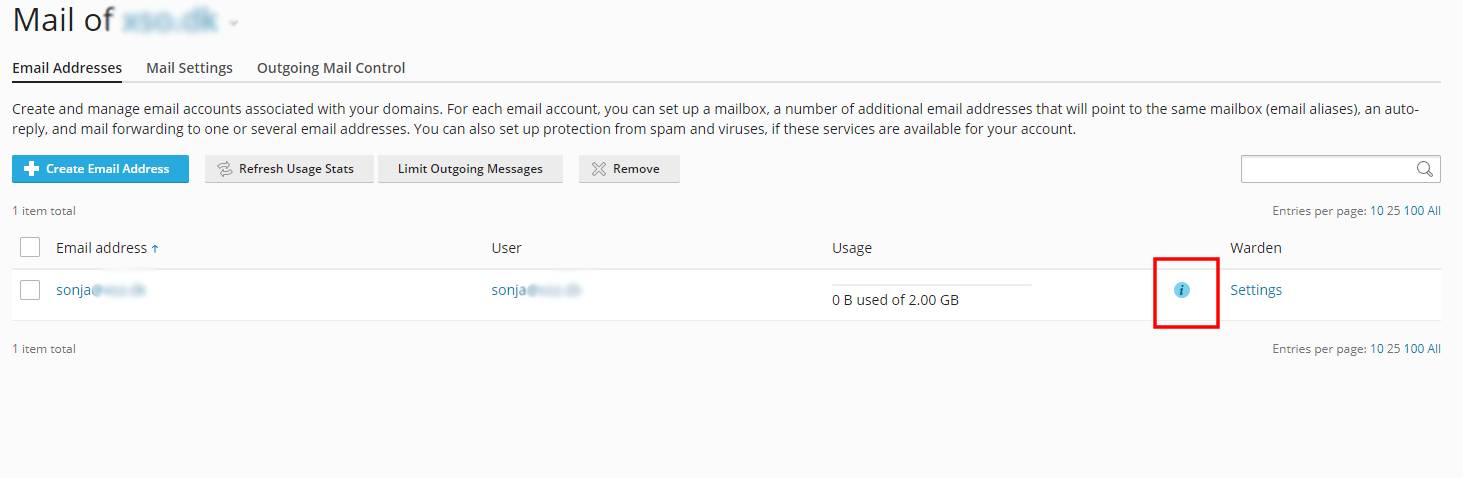 Mail of
Email Addresses Mail Settings Outgoing Mail Control
Create and manage email accounts associated with your domains. For each email account, you can set up a mailbox, a number of additional email addresses that will point to the same mailbox (email aliases), an auto-
reply, and mail forwarding to one or several email addresses. You can also set up protection from spam and viruses, if these services are available for your account.
Create Email Address Refresh Usage Stats Limit Outgoing Messages Remove
1 item total Entries per page: 10 25 100 All
Email address ↑ User Usage Warden
sonja@ sonja@ 0 B used of 2.00 GB i Settings
1 item total Entries per page: 10 25 100 All